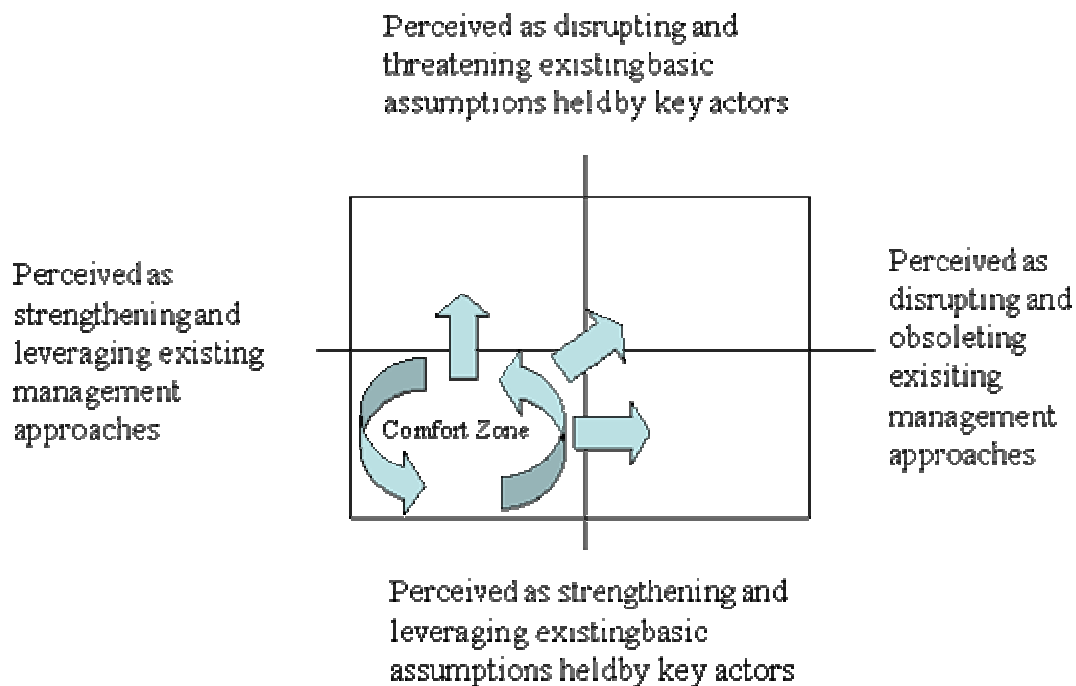 Perceived as disrupting and
threatening existing basic
assumptions held by key actors
Perceived as
strengthening and
leveraging existing
management
approaches
Comfort Zone
Perceived as
disrupting and
obsoleting
exisiting
management
approaches
Perceived as strengthening and
leveraging existing basic
assumptions held by key actors